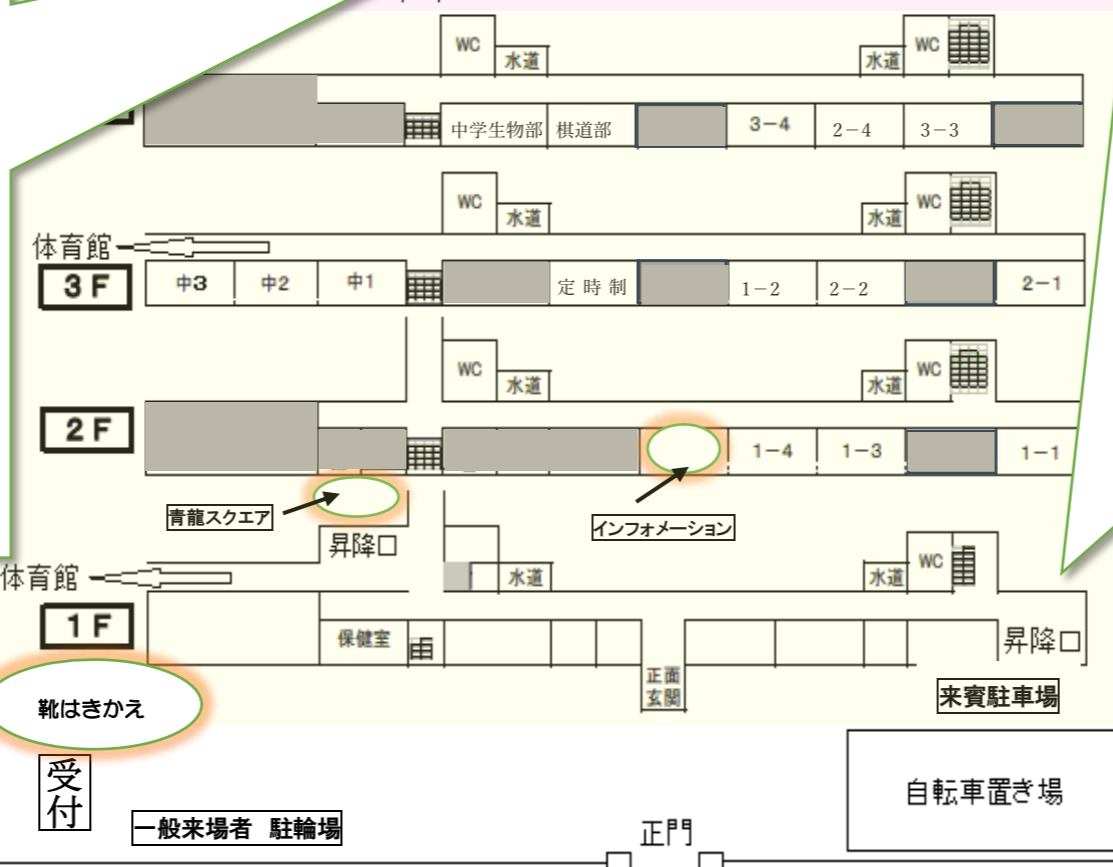 WC
水道
水道
WC
中学生物部
棋道部
3-4
2-4
3-3
WC
水道
水道
WC
体育館
3F
中3
中2
中1
定時制
1-2
2-2
2-1
WC
水道
水道
WC
2F
1-4
1-3
1-1
青龍スクエア
インフォメーション
昇降口
体育館
水道
水道
WC
1F
保健室
昇降口
正面
玄関
来賓駐車場
靴はきかえ
受付
自転車置き場
一般来場者 駐輪場
正門